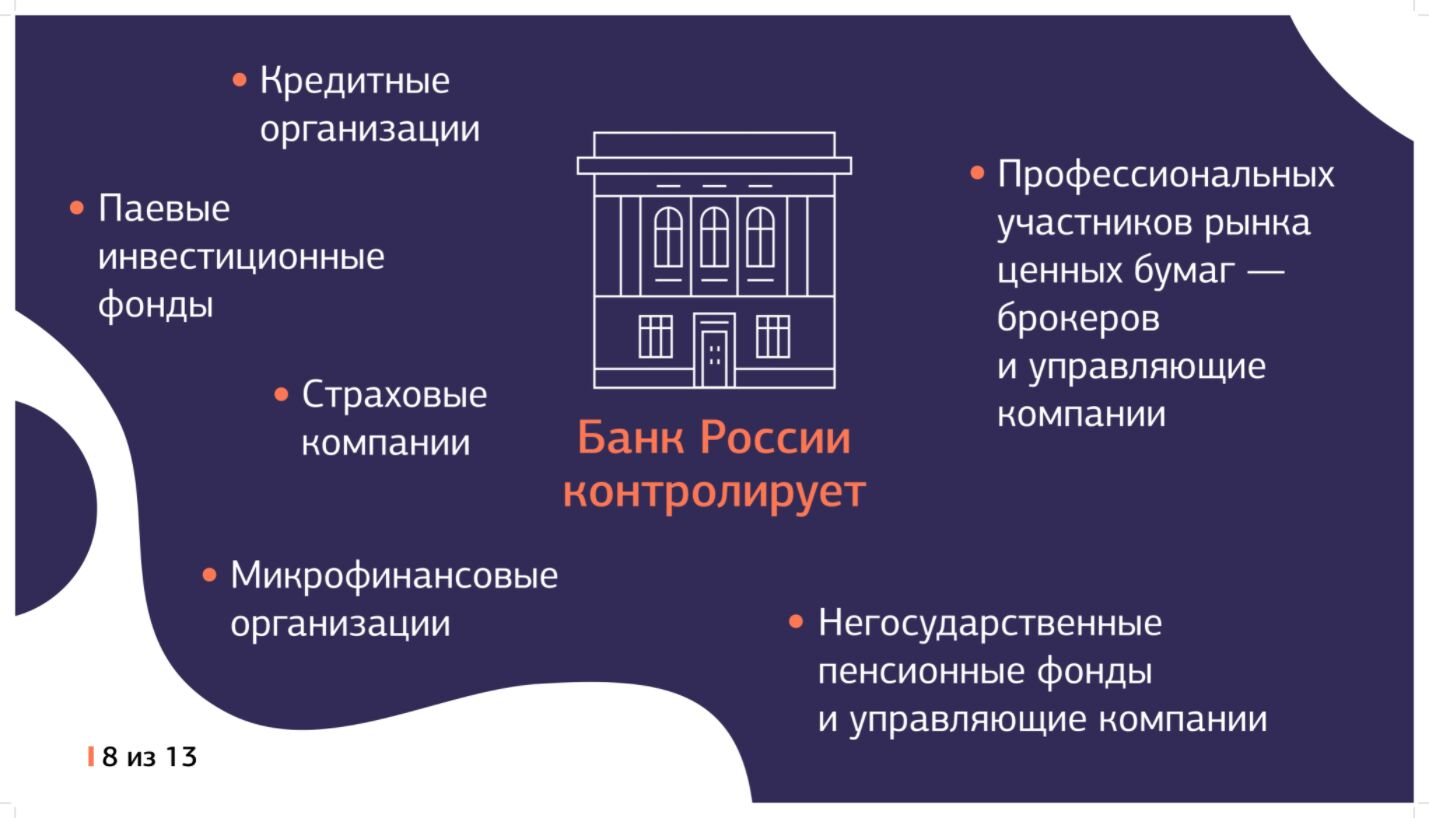 Кредитные
организации
Паевые
инвестиционные
фонды
Страховые
компании
Микрофинансовые
организации
Банк России
контролирует
Профессиональных
участников рынка
ценных бумаг —
брокеров
и управляющие
компании
Негосударственные
пенсионные фонды
и управляющие компании
8 из 13